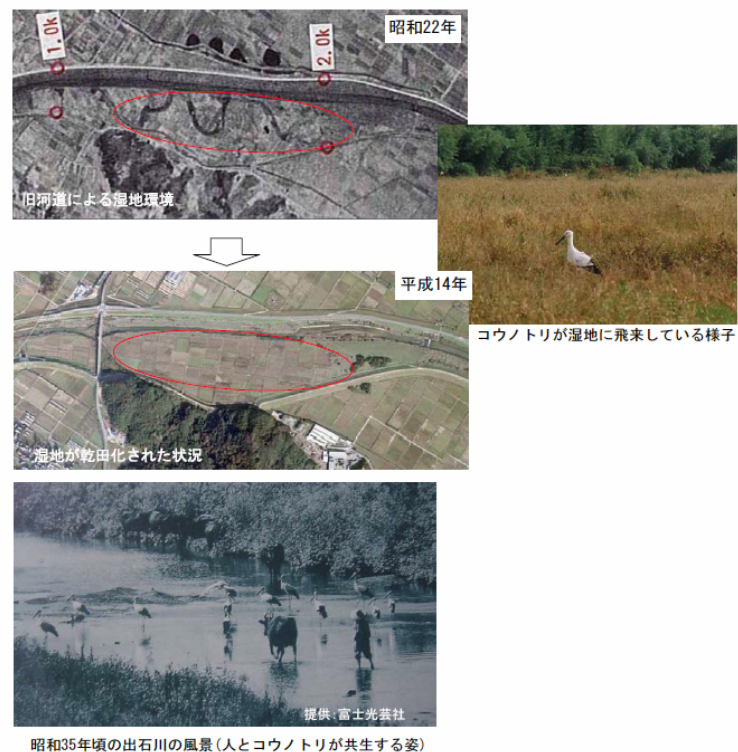 昭和22年
1.0k
2.0k
旧河道による湿地環境
コウノトリが湿地に飛来している様子
平成14年
湿地が乾田化された状況
提供:富士光芸社
昭和35年頃の出石川の風景(人とコウノトリが共生する姿)